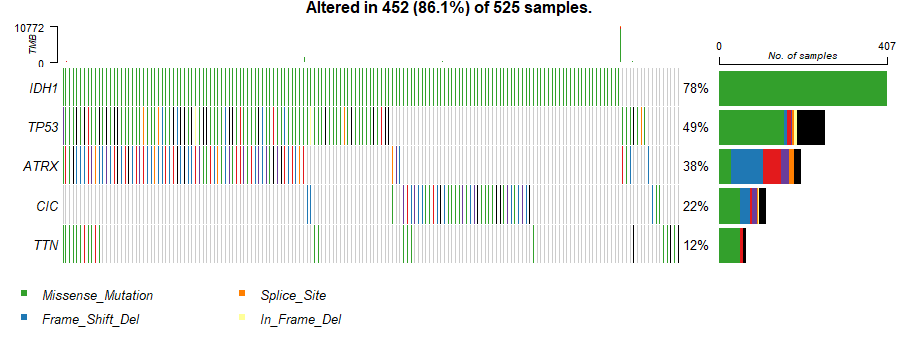 Altered in 452 (86.1%) of 525 samples.
10772
TMB
0
0
407
No. of samples
IDH1
78%
TP53
49%
ATRX
38%
CIC
22%
TTN
12%
Missense_Mutation
Splice_Site
Frame_Shift_Del
In_Frame_Del